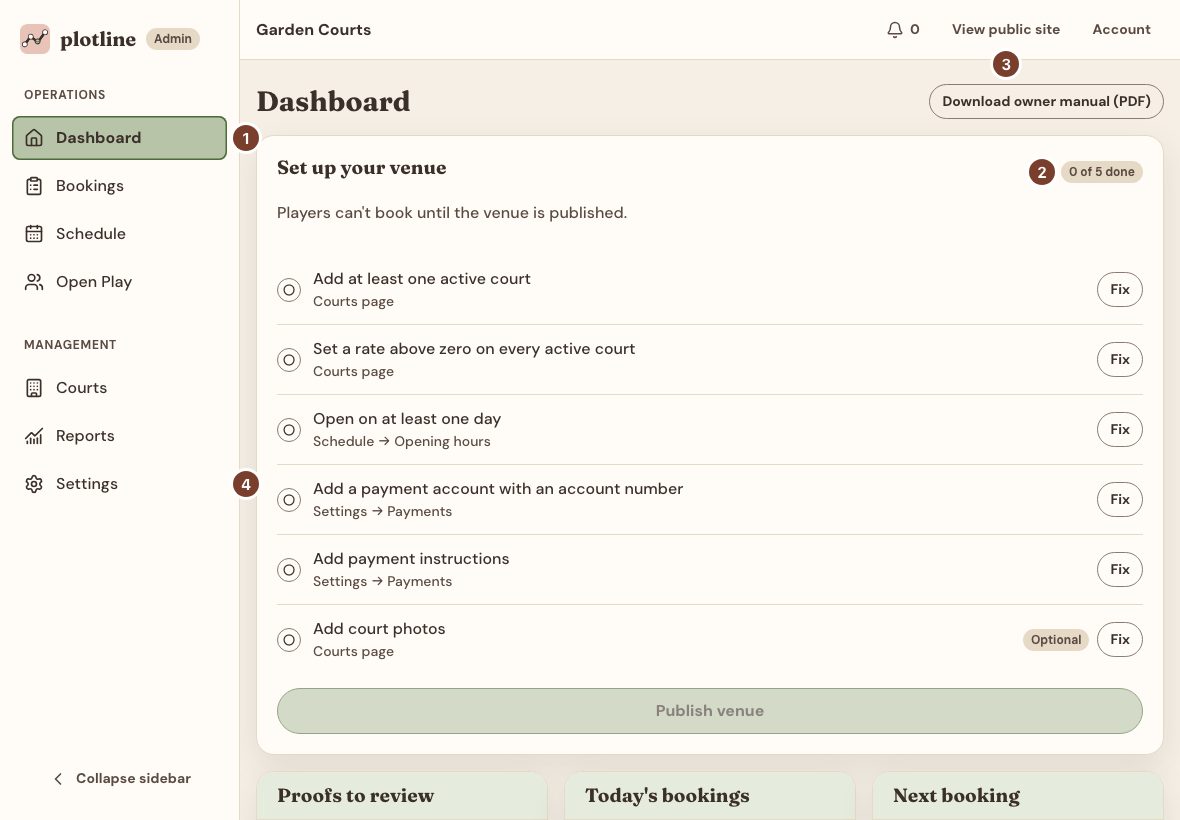 plotline Admin
OPERATIONS
Dashboard
Bookings
Schedule
Open Play
MANAGEMENT
Courts
Reports
Settings
Collapse sidebar
Garden Courts
0
View public site
Account
Dashboard
3
Download owner manual (PDF)
1
Set up your venue
2
0 of 5 done
Players can't book until the venue is published.
Add at least one active court
Courts page
Fix
Set a rate above zero on every active court
Courts page
Fix
Open on at least one day
Schedule → Opening hours
Fix
4
Add a payment account with an account number
Settings → Payments
Fix
Add payment instructions
Settings → Payments
Fix
Add court photos
Courts page
Optional
Fix
Publish venue
Proofs to review
Today's bookings
Next booking